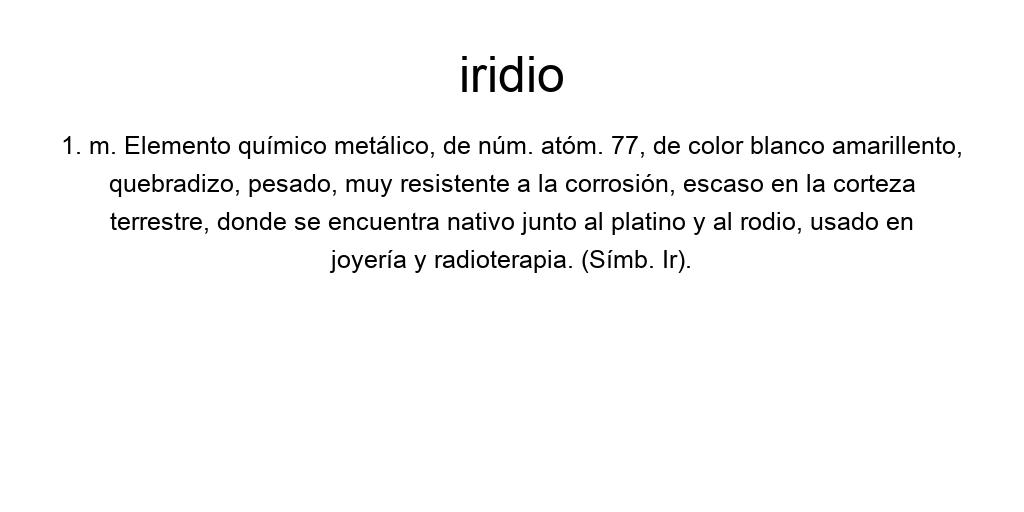 iridio
1. m. Elemento químico metálico, de núm. atóm. 77, de color blanco amarillento,
quebradizo, pesado, muy resistente a la corrosión, escaso en la corteza
terrestre, donde se encuentra nativo junto al platino y al rodio, usado en
joyería y radioterapia. (Símb. Ir).